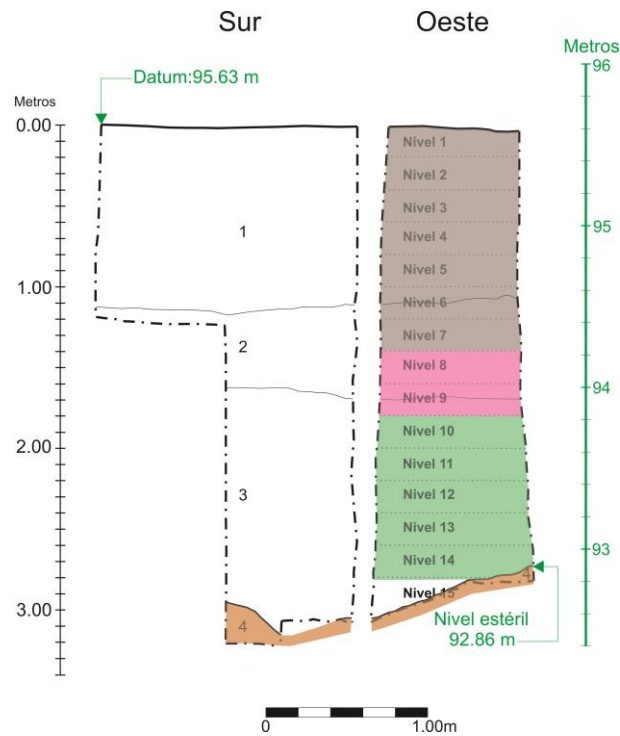 Sur
Oeste
Datum:95.63 m
Metros
Metros
0.00
1.00
2.00
3.00
1
2
3
4
Nivel 1
Nivel 2
Nivel 3
Nivel 4
Nivel 5
Nivel 6
Nivel 7
Nivel 8
Nivel 9
Nivel 10
Nivel 11
Nivel 12
Nivel 13
Nivel 14
Nivel 15
4
96
95
94
93
Nivel estéril
92.86 m
0
1.00m